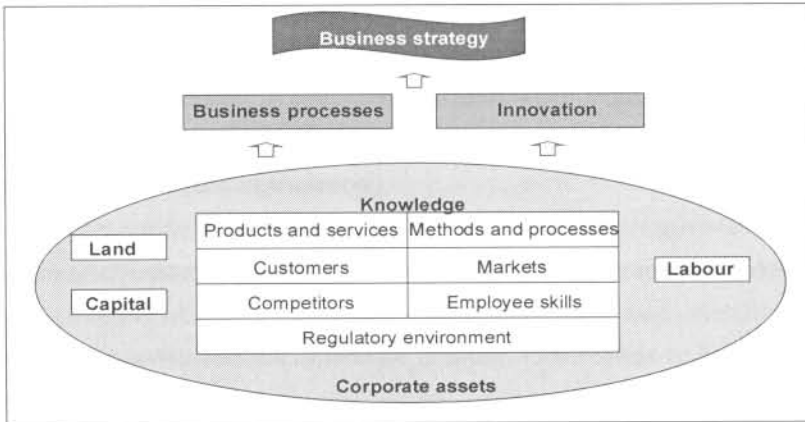 Business strategy
Business processes
Innovation
Knowledge
Products and services
Methods and processes
Land
Customers
Markets
Labour
Capital
Competitors
Employee skills
Regulatory environment
Corporate assets